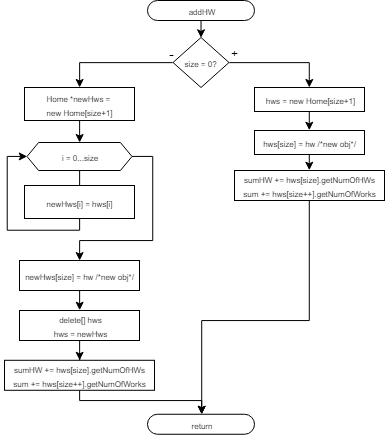 addHW
-
+
size = 0?
Home *newHws =
new Home[size+1]
hws = new Home[size+1]
i = 0...size
hws[size] = hw /*new obj*/
newHws[i] = hws[i]
sumHW += hws[size].getNumOfHWs
sum += hws[size++].getNumOfWorks
newHws[size] = hw /*new obj*/
delete[] hws
hws = newHws
sumHW += hws[size].getNumOfHWs
sum += hws[size++].getNumOfWorks
return